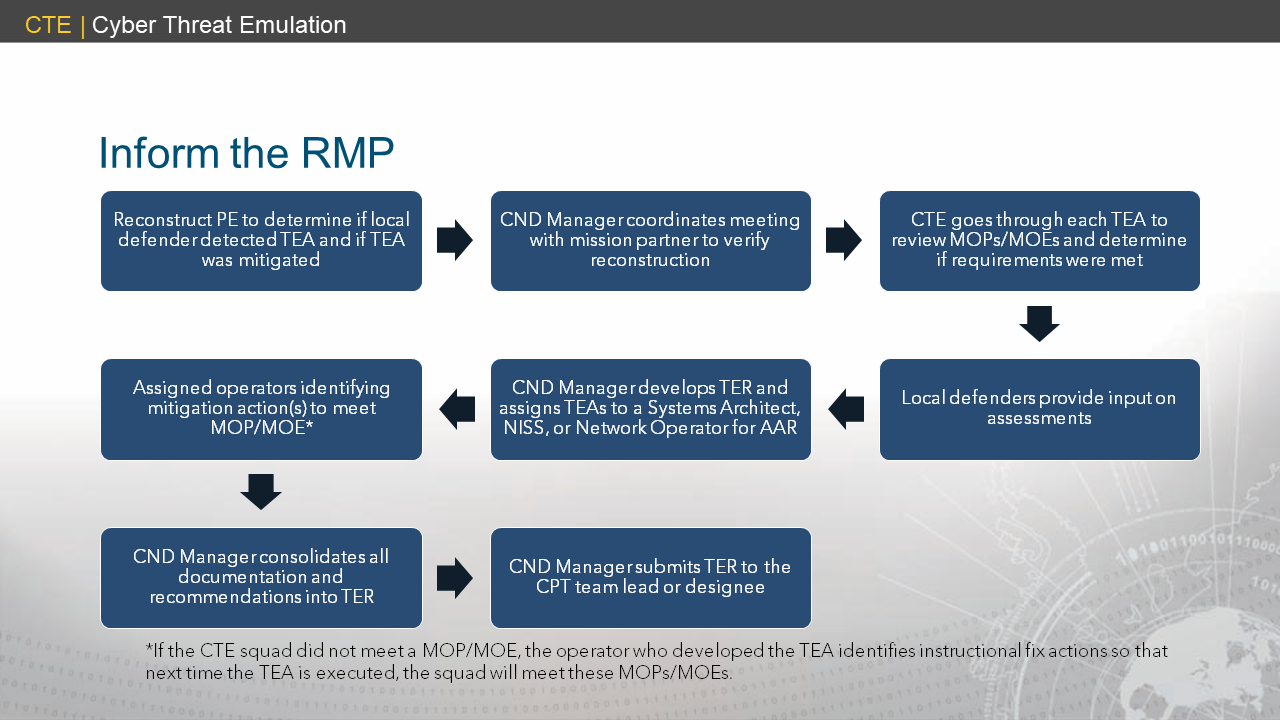 CTE | Cyber Threat Emulation
Inform the RMP
Reconstruct PE to determine if local
defender detected TEA and if TEA
was mitigated
CND Manager coordinates meeting
with mission partner to verify
reconstruction
CTE goes through each TEA to
review MOPs/MOEs and determine
if requirements were met
Local defenders provide input on
assessments
CND Manager develops TER and
assigns TEAs to a Systems Architect,
NISS, or Network Operator for AAR
Assigned operators identifying
mitigation action(s) to meet
MOP/MOE*
CND Manager consolidates all
documentation and
recommendations into TER
CND Manager submits TER to the
CPT team lead or designee
*If the CTE squad did not meet a MOP/MOE, the operator who developed the TEA identifies instructional fix actions so that
next time the TEA is executed, the squad will meet these MOPs/MOEs.